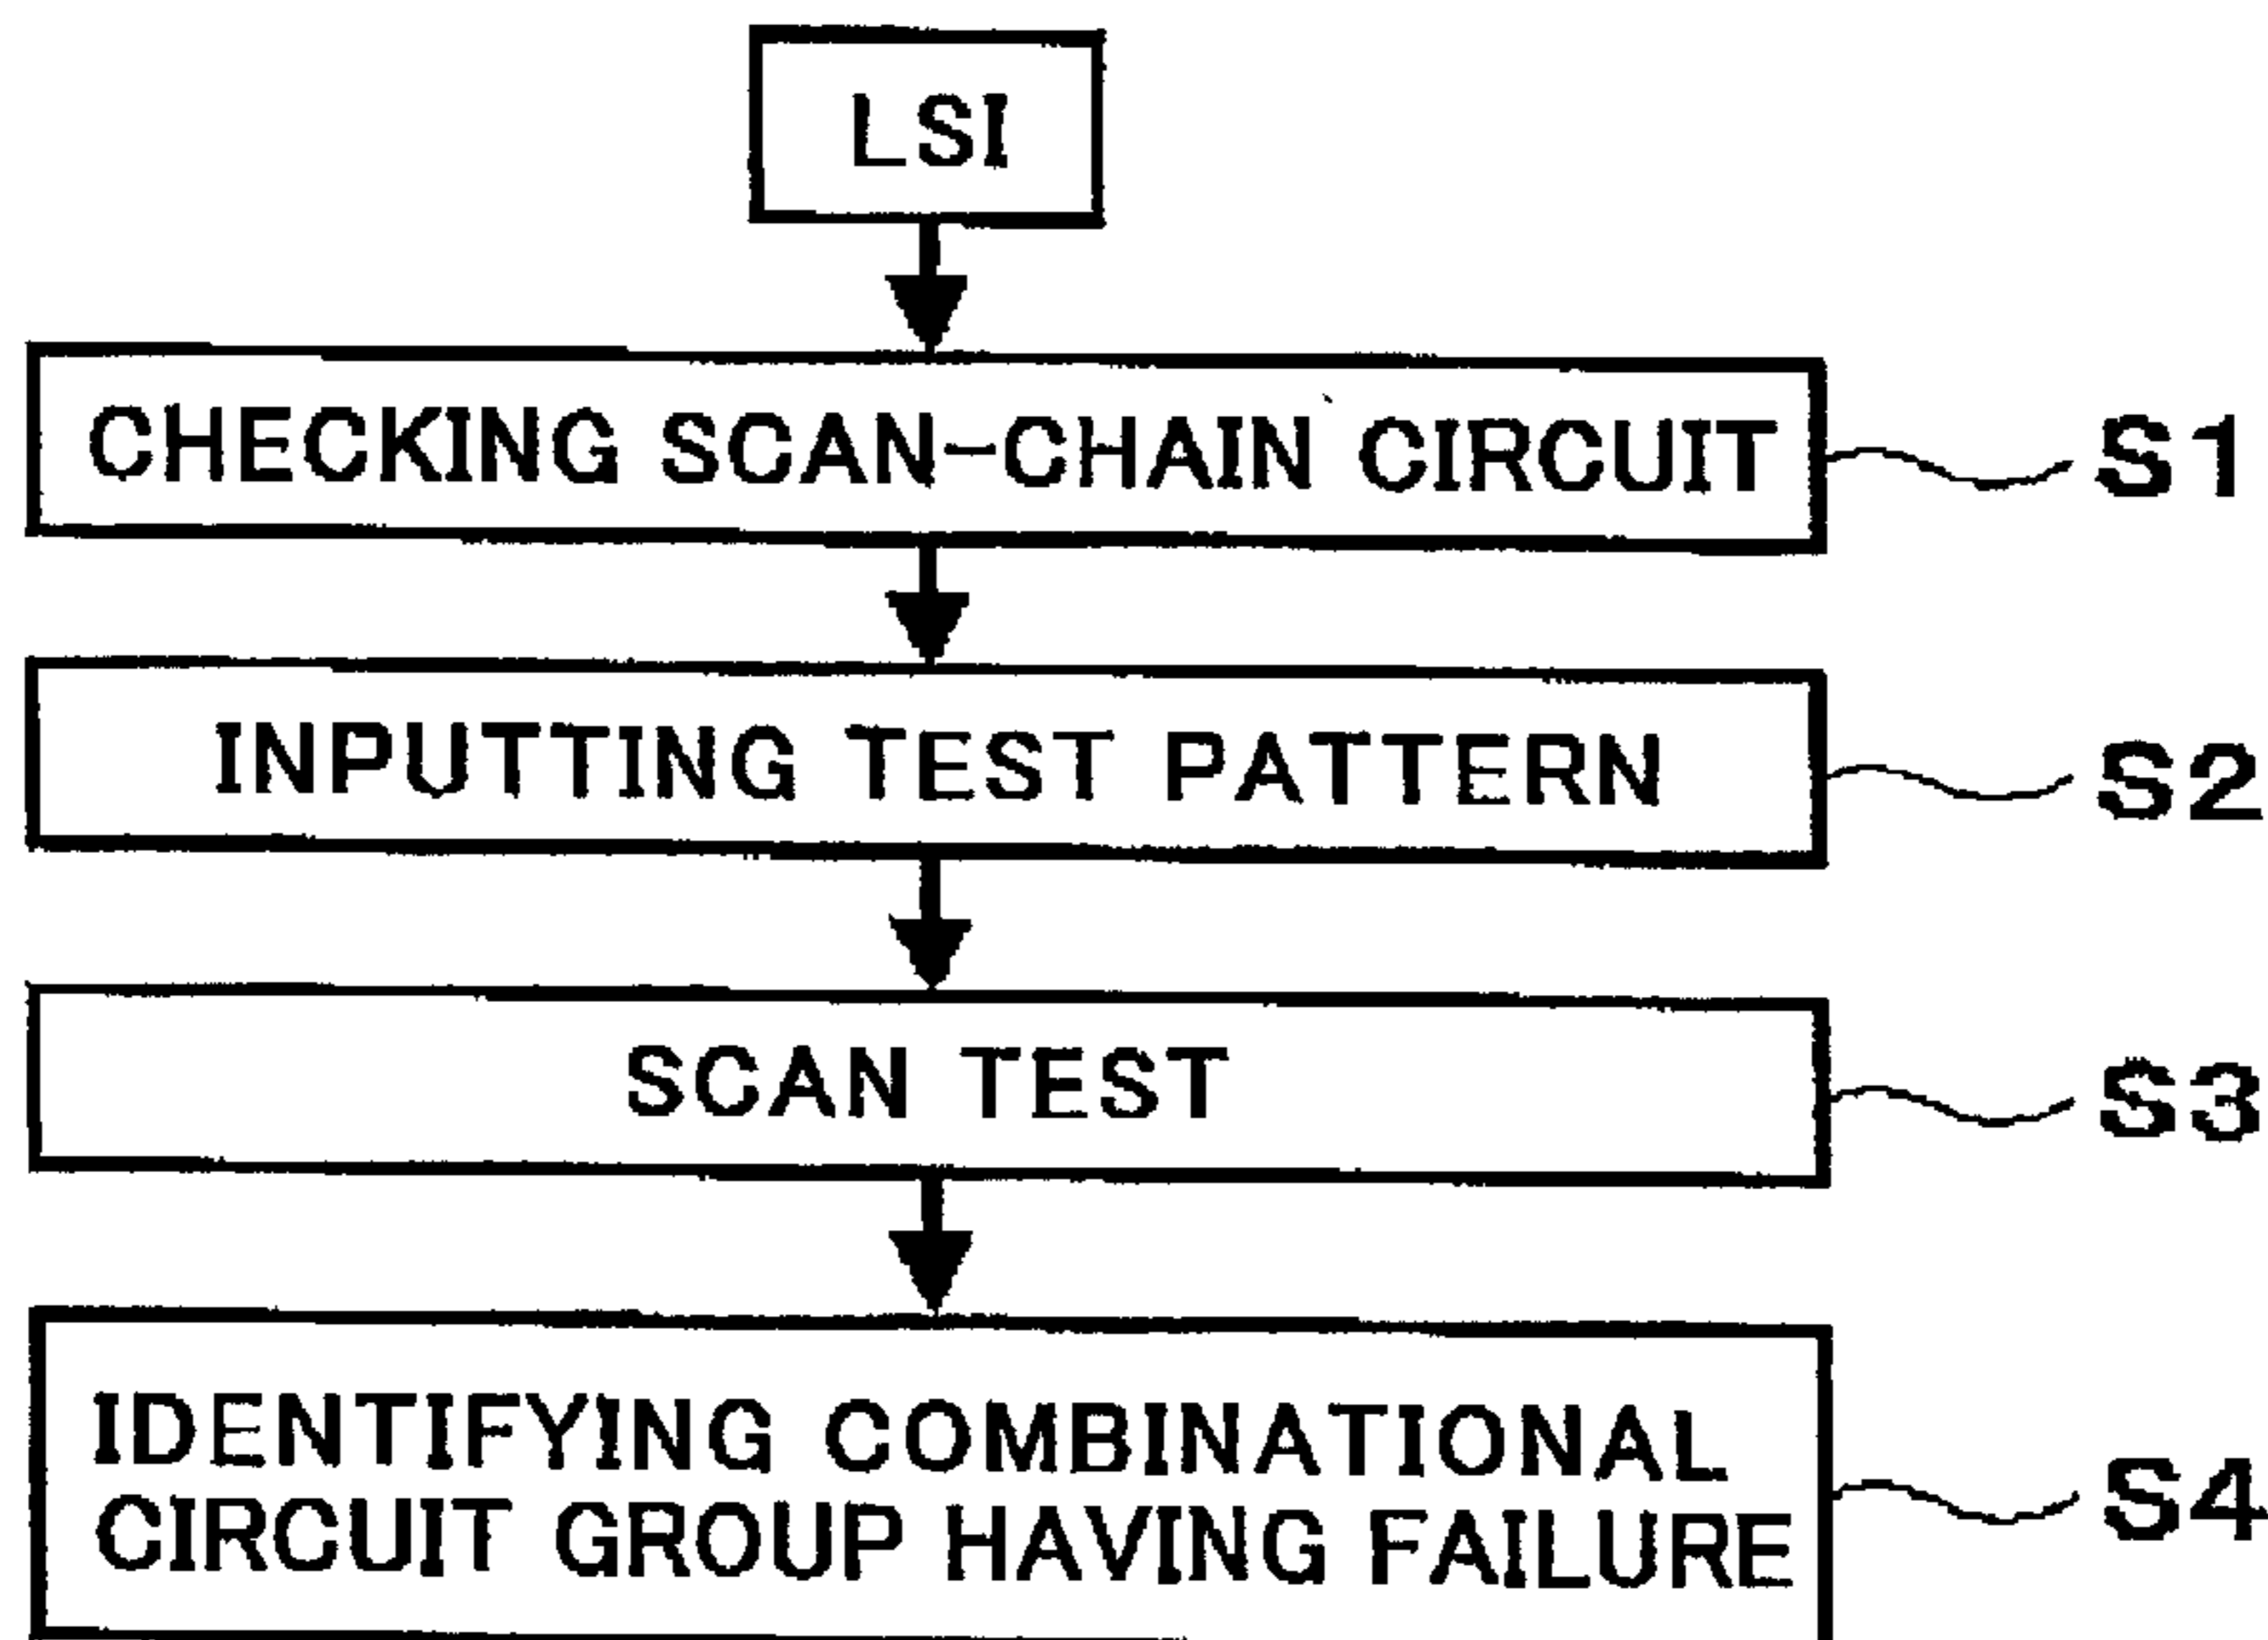 LSI
CHECKING SCAN-CHAIN CIRCUIT
S1
INPUTTING TEST PATTERN
S2
SCAN TEST
S3
IDENTIFYING COMBINATIONAL
CIRCUIT GROUP HAVING FAILURE
S4